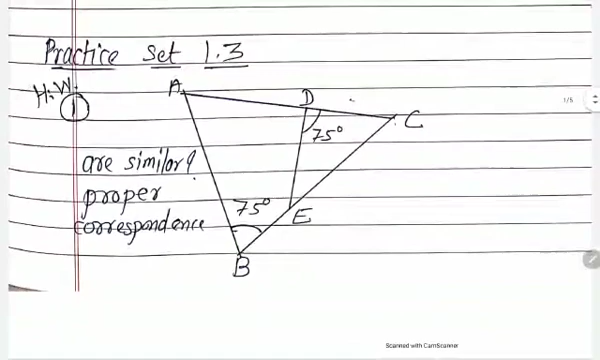 Practice Set 1.3
H.W.
1
A
D
C
75°
are similar?
proper
correspondence
75°
E
B
1/5
Scanned with CamScanner